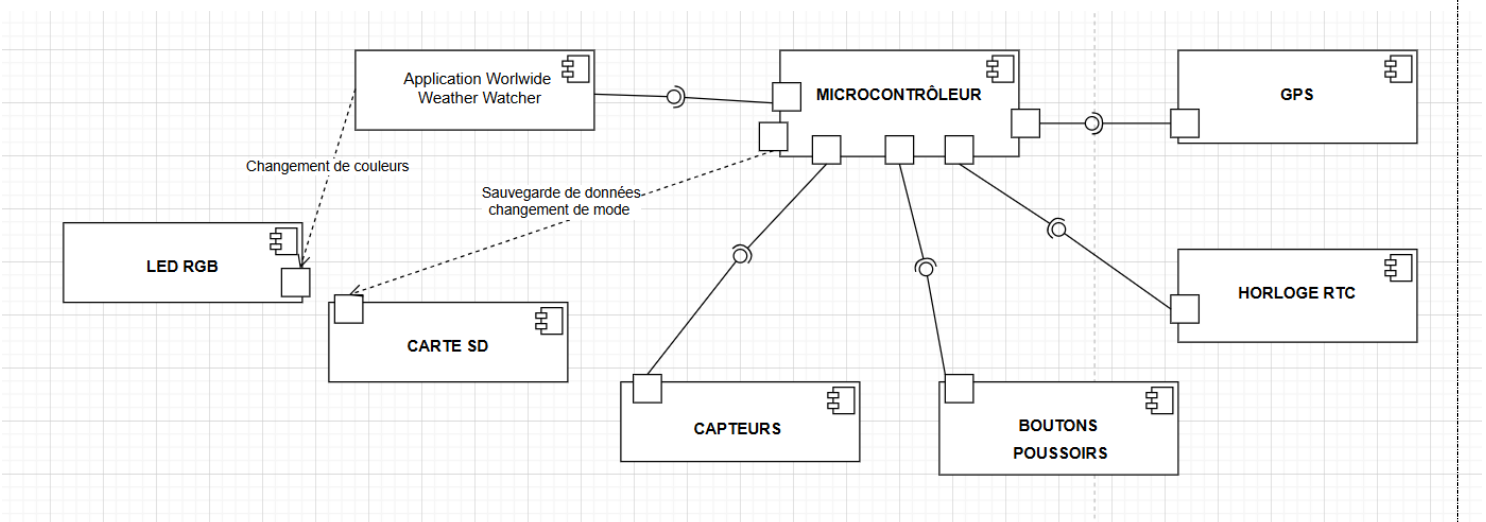 Application Worlwide
Weather Watcher
MICROCONTRÔLEUR
GPS
Changement de couleurs
Sauvegarde de données
changement de mode
LED RGB
HORLOGE RTC
CARTE SD
CAPTEURS
BOUTONS
POUSSOIRS